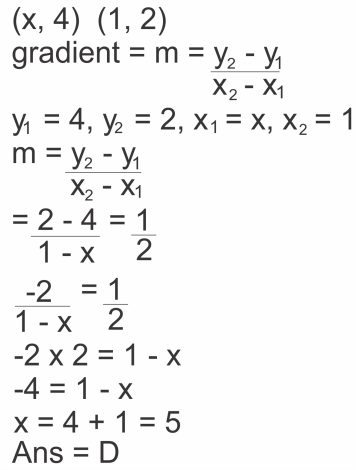 (x, 4)  (1, 2)
gradient = m = y₂ - y₁ / x₂ - x₁
y₁ = 4, y₂ = 2, x₁ = x, x₂ = 1
m = y₂ - y₁ / x₂ - x₁
= 2 - 4 / 1 - x = 1 / 2
-2 / 1 - x = 1 / 2
-2 x 2 = 1 - x
-4 = 1 - x
x = 4 + 1 = 5
Ans = D